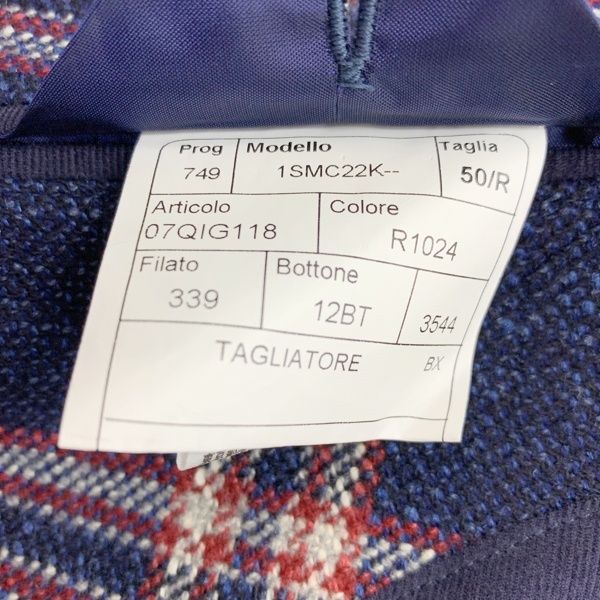 Prog Modello Taglia
749 1SMC22K-- 50/R
Articolo Colore
07QIG118 R1024
Filato Bottone
339 12BT 3544
TAGLIATORE BX